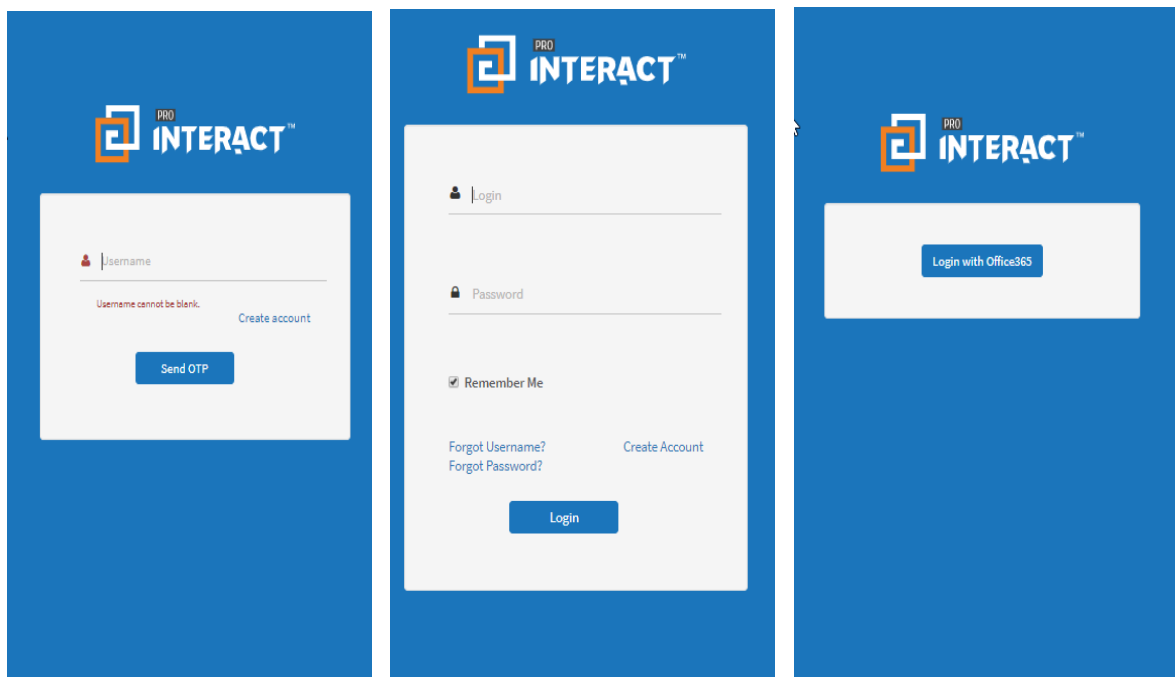 PRO
INTERACT™
Username
Username cannot be blank.
Create account
Send OTP
PRO
INTERACT™
Login
Password
Remember Me
Forgot Username?
Create Account
Forgot Password?
Login
PRO
INTERACT™
Login with Office365